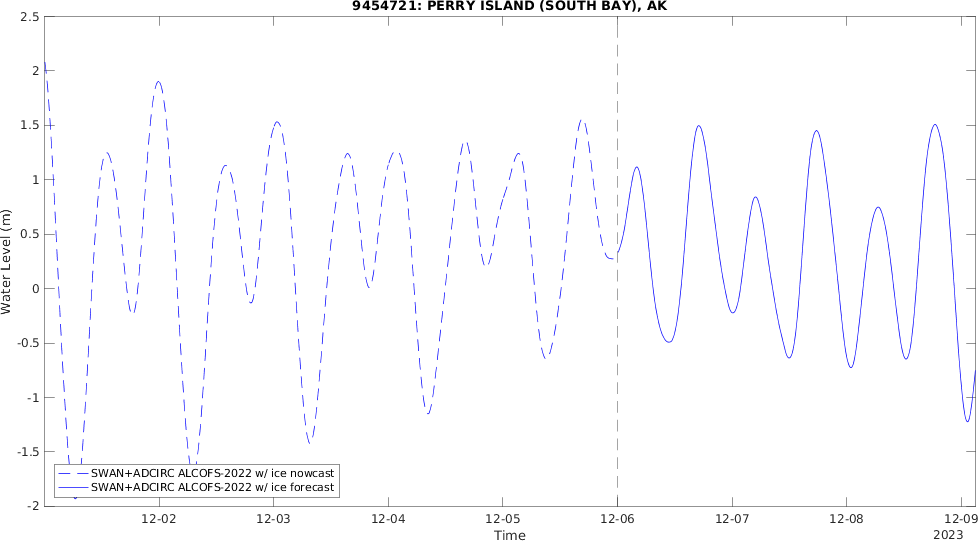 9454721: PERRY ISLAND (SOUTH BAY), AK
Water Level (m)
2.5
2
1.5
1
0.5
0
-0.5
-1
-1.5
-2
SWAN+ADCIRC ALCOFS-2022 w/ ice nowcast
SWAN+ADCIRC ALCOFS-2022 w/ ice forecast
12-02 12-03 12-04 12-05 12-06 12-07 12-08 12-09
Time
2023